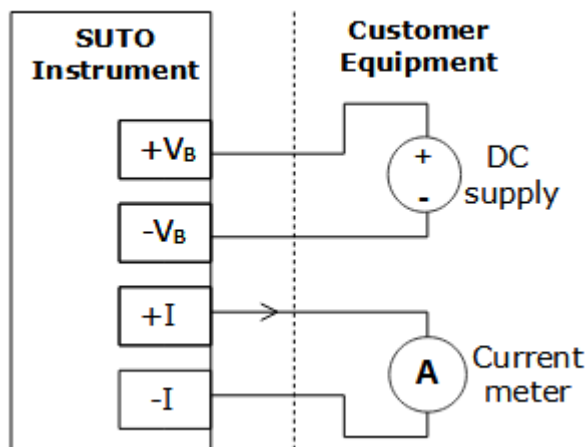 SUTO
Instrument
Customer
Equipment
+VB
-VB
+I
-I
+
-
DC
supply
A
Current
meter